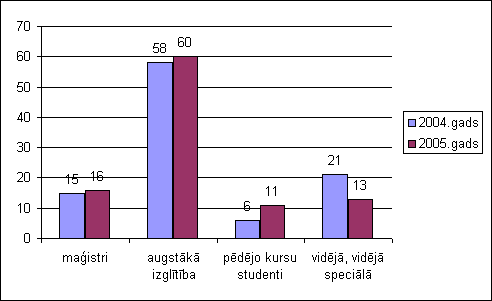 70
60
50
40
30
20
10
0
15
16
58
60
6
11
21
13
maģistri
augstākā
izglītība
pēdējo kursu
studenti
vidējā, vidējā
speciālā
2004.gads
2005.gads